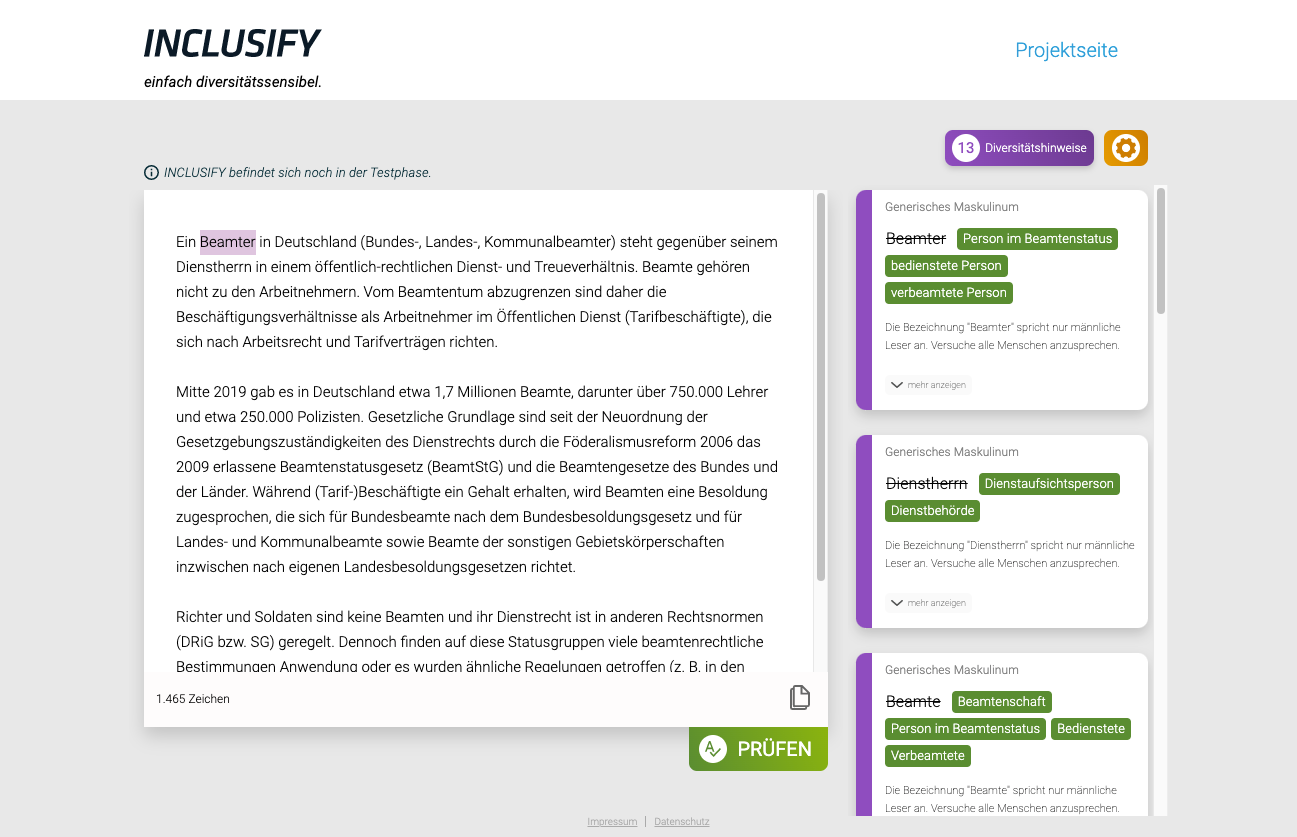 INCLUSIFY
einfach diversitätssensibel.
Projektseite
13 Diversitätshinweise
INCLUSIFY befindet sich noch in der Testphase.
Ein Beamter in Deutschland (Bundes-, Landes-, Kommunalbeamter) steht gegenüber seinem
Dienstherrn in einem öffentlich-rechtlichen Dienst- und Treueverhältnis. Beamte gehören
nicht zu den Arbeitnehmern. Vom Beamtentum abzugrenzen sind daher die
Beschäftigungsverhältnisse als Arbeitnehmer im Öffentlichen Dienst (Tarifbeschäftigte), die
sich nach Arbeitsrecht und Tarifverträgen richten.
Mitte 2019 gab es in Deutschland etwa 1,7 Millionen Beamte, darunter über 750.000 Lehrer
und etwa 250.000 Polizisten. Gesetzliche Grundlage sind seit der Neuordnung der
Gesetzgebungszuständigkeiten des Dienstrechts durch die Föderalismusreform 2006 das
2009 erlassene Beamtenstatusgesetz (BeamtStG) und die Beamtengesetze des Bundes und
der Länder. Während (Tarif-)Beschäftigte ein Gehalt erhalten, wird Beamten eine Besoldung
zugesprochen, die sich für Bundesbeamte nach dem Bundesbesoldungsgesetz und für
Landes- und Kommunalbeamte sowie Beamte der sonstigen Gebietskörperschaften
inzwischen nach eigenen Landesbesoldungsgesetzen richtet.
Richter und Soldaten sind keine Beamten und ihr Dienstrecht ist in anderen Rechtsnormen
(DRiG bzw. SG) geregelt. Dennoch finden auf diese Statusgruppen viele beamtenrechtliche
Bestimmungen Anwendung oder es wurden ähnliche Regelungen getroffen (z. B. in den
1.465 Zeichen
PRÜFEN
Generisches Maskulinum
Beamter Person im Beamtenstatus
bedienstete Person
verbeamtete Person
Die Bezeichnung "Beamter" spricht nur männliche
Leser an. Versuche alle Menschen anzusprechen.
mehr anzeigen
Generisches Maskulinum
Dienstherrn Dienstaufsichtsperson
Dienstbehörde
Die Bezeichnung "Dienstherrn" spricht nur männliche
Leser an. Versuche alle Menschen anzusprechen.
mehr anzeigen
Generisches Maskulinum
Beamte Beamtenschaft
Person im Beamtenstatus Bedienstete
Verbeamtete
Die Bezeichnung "Beamte" spricht nur männliche
Leser an. Versuche alle Menschen anzusprechen.
Impressum | Datenschutz